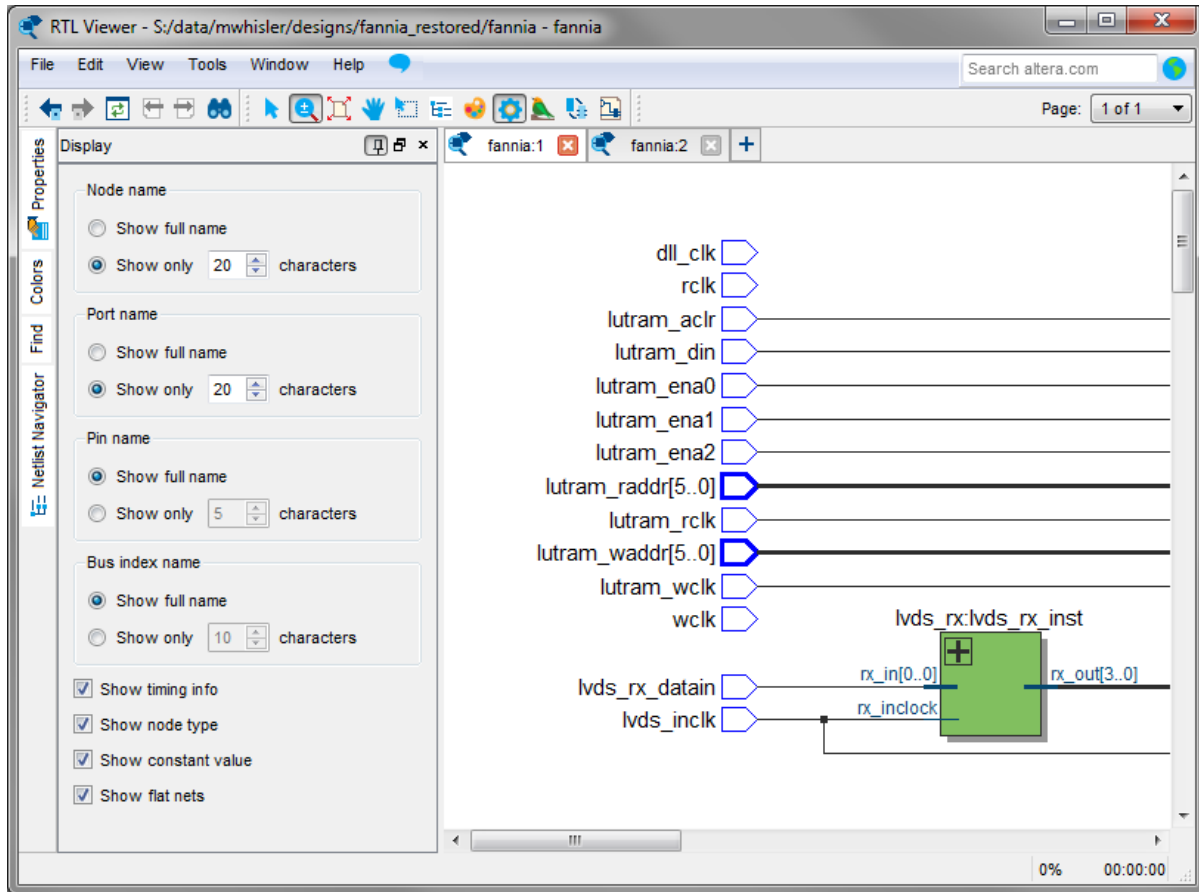 RTL Viewer - S:/data/mwhisler/designs/fannia_restored/fannia - fannia
File Edit View Tools Window Help
Search altera.com
Page: 1 of 1
Properties
Colors
Find
Netlist Navigator
Display
Node name
Show full name
Show only 20 characters
Port name
Show full name
Show only 20 characters
Pin name
Show full name
Show only 5 characters
Bus index name
Show full name
Show only 10 characters
Show timing info
Show node type
Show constant value
Show flat nets
fannia:1 fannia:2
dll_clk
rclk
lutram_aclr
lutram_din
lutram_ena0
lutram_ena1
lutram_ena2
lutram_raddr[5..0]
lutram_rclk
lutram_waddr[5..0]
lutram_wclk
wclk
lvds_rx:lvds_rx_inst
rx_in[0..0] rx_out[3..0]
lvds_rx_datain
rx_inclock
lvds_inclk
0% 00:00:00